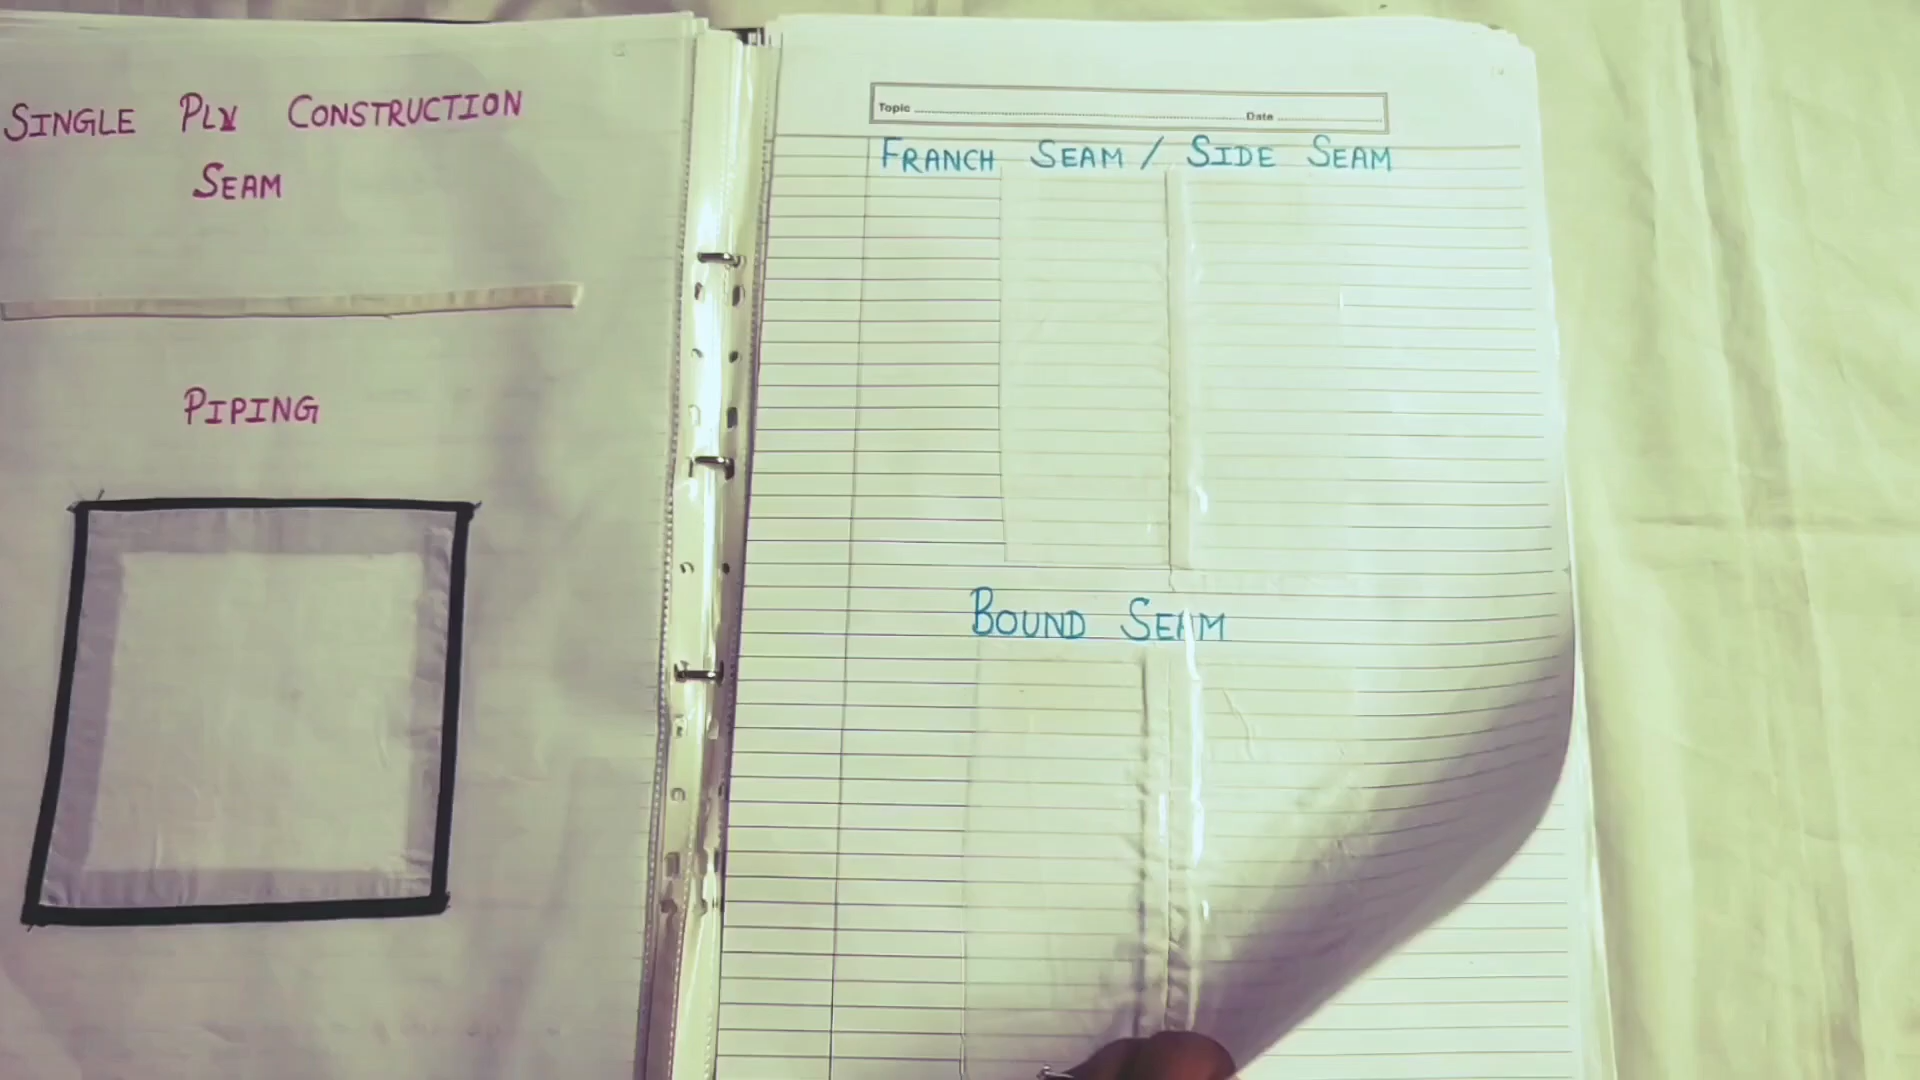 SINGLE PLY CONSTRUCTION
SEAM
PIPING
Topic Date
FRANCH SEAM / SIDE SEAM
BOUND SEAM